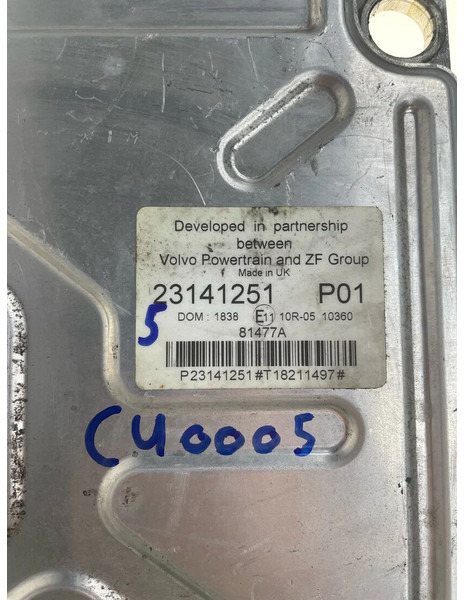 Developed in partnership
between
Volvo Powertrain and ZF Group
Made in UK
23141251 P01
5 DOM : 1838 E11 10R-05 10360
81477A
P23141251#T18211497#
CU0005